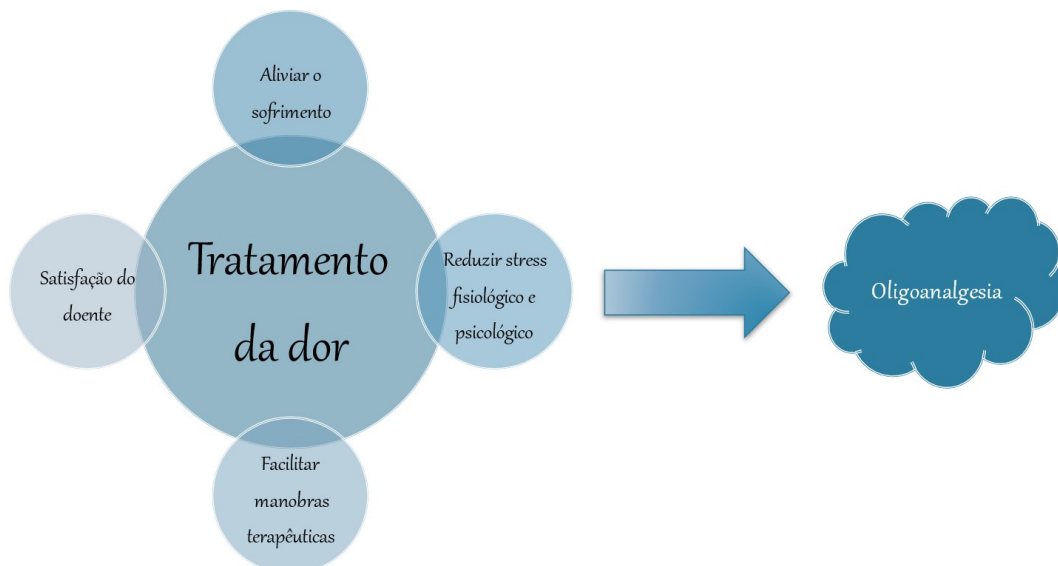 Aliviar o
sofrimento
Tratamento
da dor
Satisfação do
doente
Reduzir stress
fisiológico e
psicológico
Facilitar
manobras
terapêuticas
Oligoanalgesia